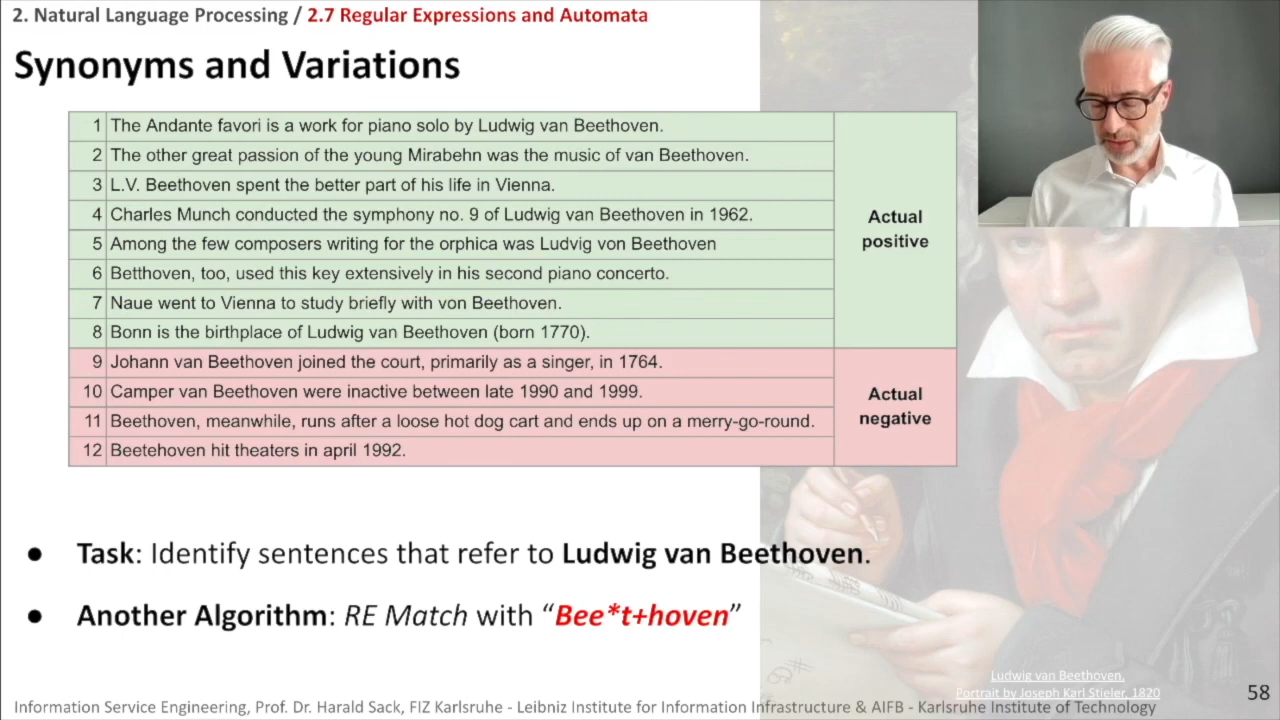 2. Natural Language Processing / 2.7 Regular Expressions and Automata
Synonyms and Variations
1 The Andante favori is a work for piano solo by Ludwig van Beethoven.
2 The other great passion of the young Mirabehn was the music of van Beethoven.
3 L.V. Beethoven spent the better part of his life in Vienna.
4 Charles Munch conducted the symphony no. 9 of Ludwig van Beethoven in 1962.
5 Among the few composers writing for the orphica was Ludvig von Beethoven
6 Betthoven, too, used this key extensively in his second piano concerto.
7 Naue went to Vienna to study briefly with von Beethoven.
8 Bonn is the birthplace of Ludwig van Beethoven (born 1770).
Actual
positive
9 Johann van Beethoven joined the court, primarily as a singer, in 1764.
10 Camper van Beethoven were inactive between late 1990 and 1999.
11 Beethoven, meanwhile, runs after a loose hot dog cart and ends up on a merry-go-round.
12 Beetehoven hit theaters in april 1992.
Actual
negative
● Task: Identify sentences that refer to Ludwig van Beethoven.
● Another Algorithm: RE Match with “Bee*t+hoven”
Ludwig van Beethoven,
Portrait by Joseph Karl Stieler, 1820
Information Service Engineering, Prof. Dr. Harald Sack, FIZ Karlsruhe - Leibniz Institute for Information Infrastructure & AIFB - Karlsruhe Institute of Technology
58